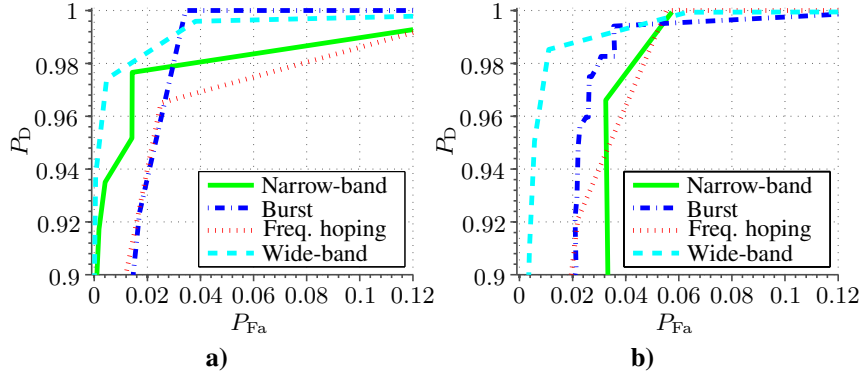 1
0.98
0.96
0.94
0.92
0.9
P_D
0 0.02 0.04 0.06 0.08 0.1 0.12
P_Fa
Narrow-band
Burst
Freq. hoping
Wide-band
a)
1
0.98
0.96
0.94
0.92
0.9
P_D
0 0.02 0.04 0.06 0.08 0.1 0.12
P_Fa
Narrow-band
Burst
Freq. hoping
Wide-band
b)